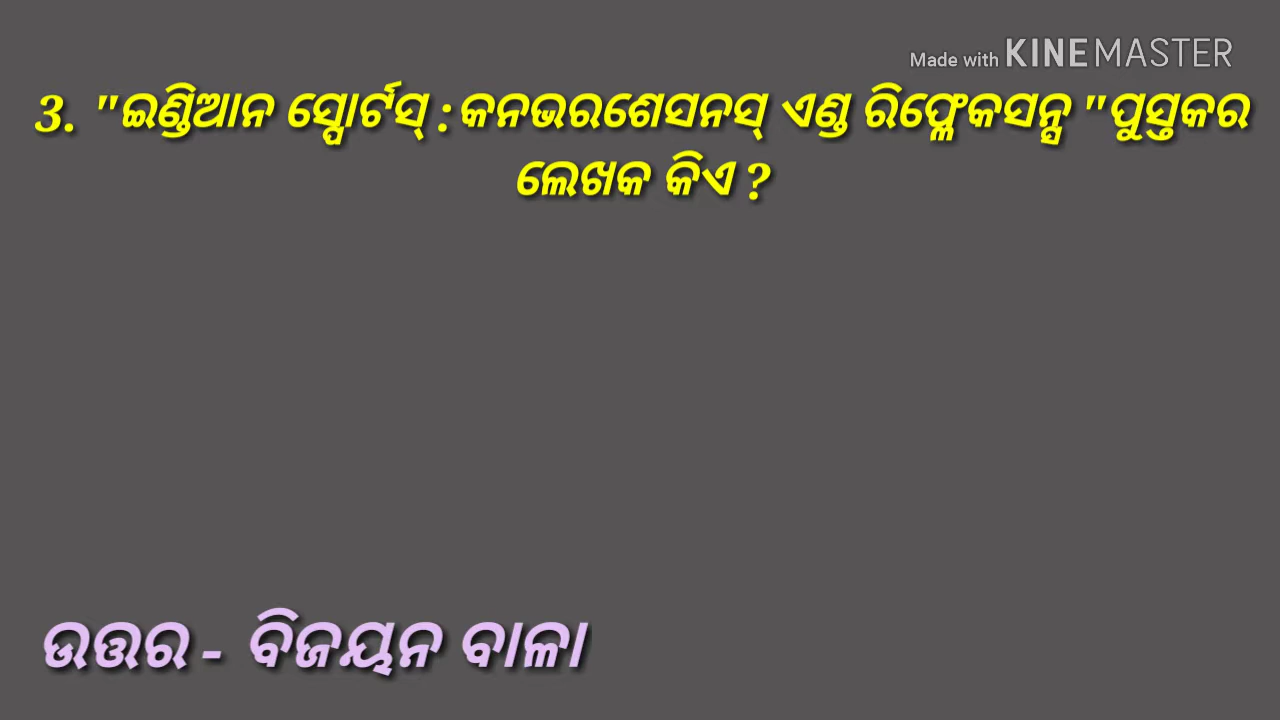 Made with KINEMASTER
3. "ଇଣ୍ଡିଆନ ସ୍ପୋର୍ଟସ୍ :କନଭରଶେସନସ୍ ଏଣ୍ଡ ରିଫ୍ଳେକସନ୍ସ "ପୁସ୍ତକର
ଲେଖକ କିଏ ?
ଉତ୍ତର - ବିଜୟନ ବାଳା